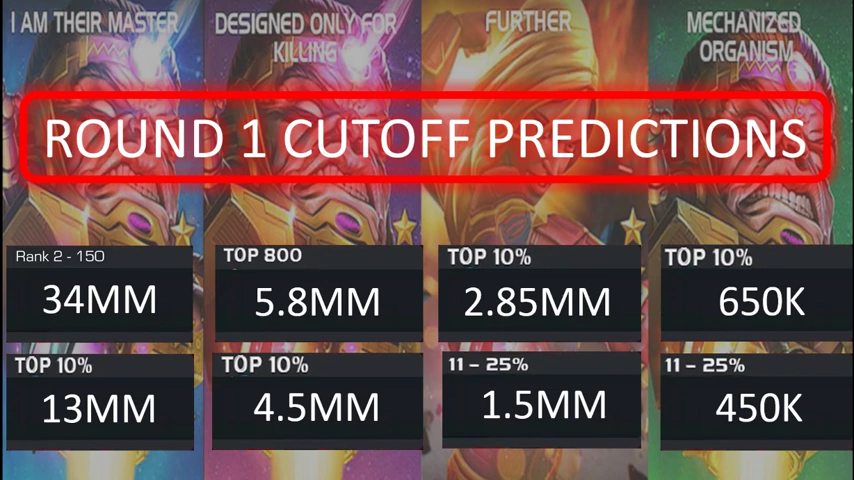 I AM THEIR MASTER
DESIGNED ONLY FOR
KILLING
FURTHER
MECHANIZED
ORGANISM
ROUND 1 CUTOFF PREDICTIONS
Rank 2 - 150
34MM
TOP 800
5.8MM
TOP 10%
2.85MM
TOP 10%
650K
TOP 10%
13MM
TOP 10%
4.5MM
11 – 25%
1.5MM
11 – 25%
450K